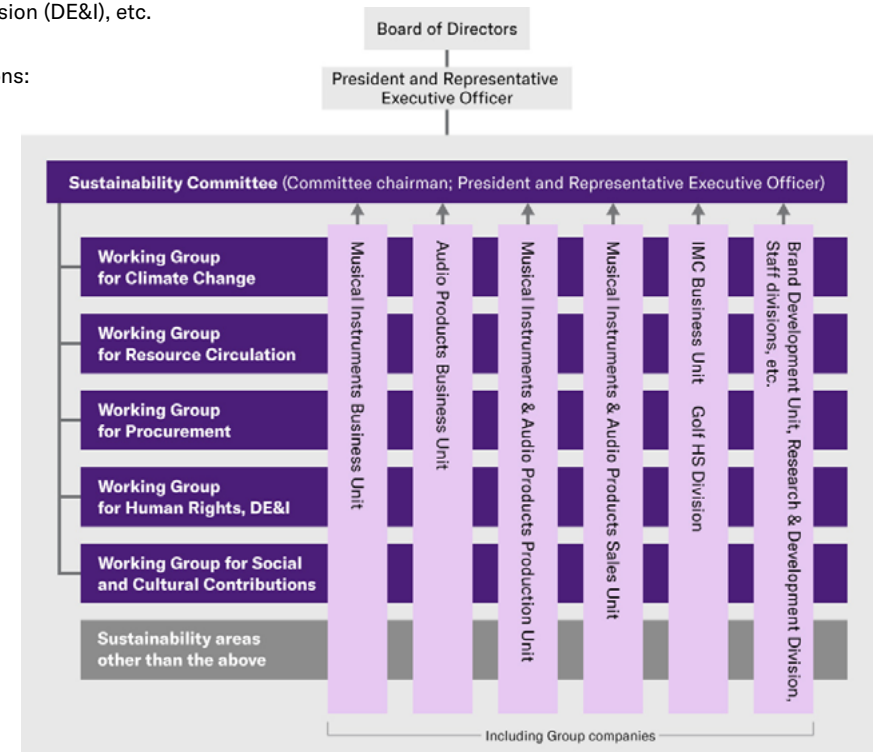 sion (DE&I), etc.
ns:
Board of Directors
President and Representative
Executive Officer
Sustainability Committee (Committee chairman; President and Representative Executive Officer)
Working Group
for Climate Change
Working Group
for Resource Circulation
Working Group
for Procurement
Working Group
for Human Rights, DE&I
Working Group for Social
and Cultural Contributions
Sustainability areas
other than the above
Musical Instruments Business Unit
Audio Products Business Unit
Musical Instruments & Audio Products Production Unit
Musical Instruments & Audio Products Sales Unit
IMC Business Unit Golf HS Division
Brand Development Unit, Research & Development Division,
Staff divisions, etc.
Including Group companies